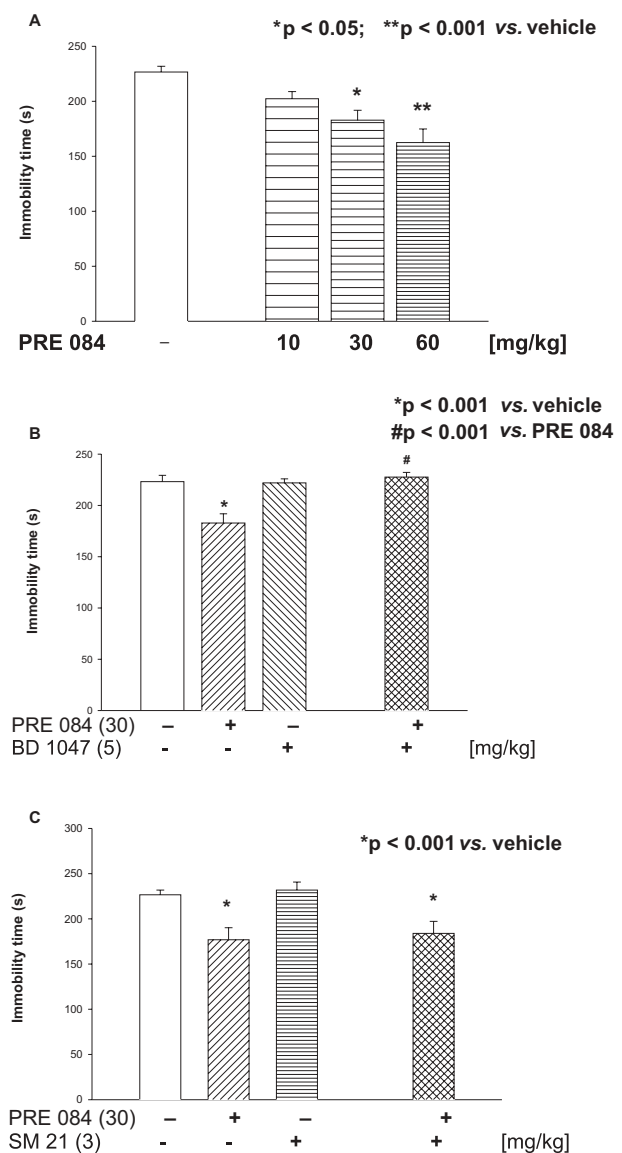 A
*p < 0.05; **p < 0.001 vs. vehicle
250
200
150
100
50
0
Immobility time (s)
*
**
PRE 084 – 10 30 60 [mg/kg]
*p < 0.001 vs. vehicle
#p < 0.001 vs. PRE 084
B
250
200
150
100
50
0
Immobility time (s)
*
#
PRE 084 (30) – + – +
BD 1047 (5) - - + + [mg/kg]
C
*p < 0.001 vs. vehicle
300
250
200
150
100
50
0
Immobility time (s)
*
*
PRE 084 (30) – + – +
SM 21 (3) - - + + [mg/kg]